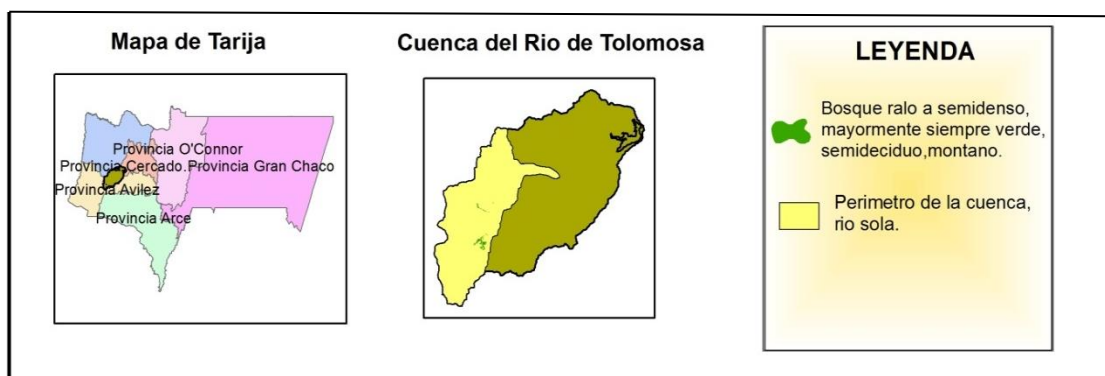 Mapa de Tarija
Provincia O'Connor
Provincia Cercado.Provincia Gran Chaco
Provincia Avilez
Provincia Arce
Cuenca del Rio de Tolomosa
LEYENDA
Bosque ralo a semidenso,
mayormente siempre verde,
semideciduo,montano.
Perimetro de la cuenca,
rio sola.